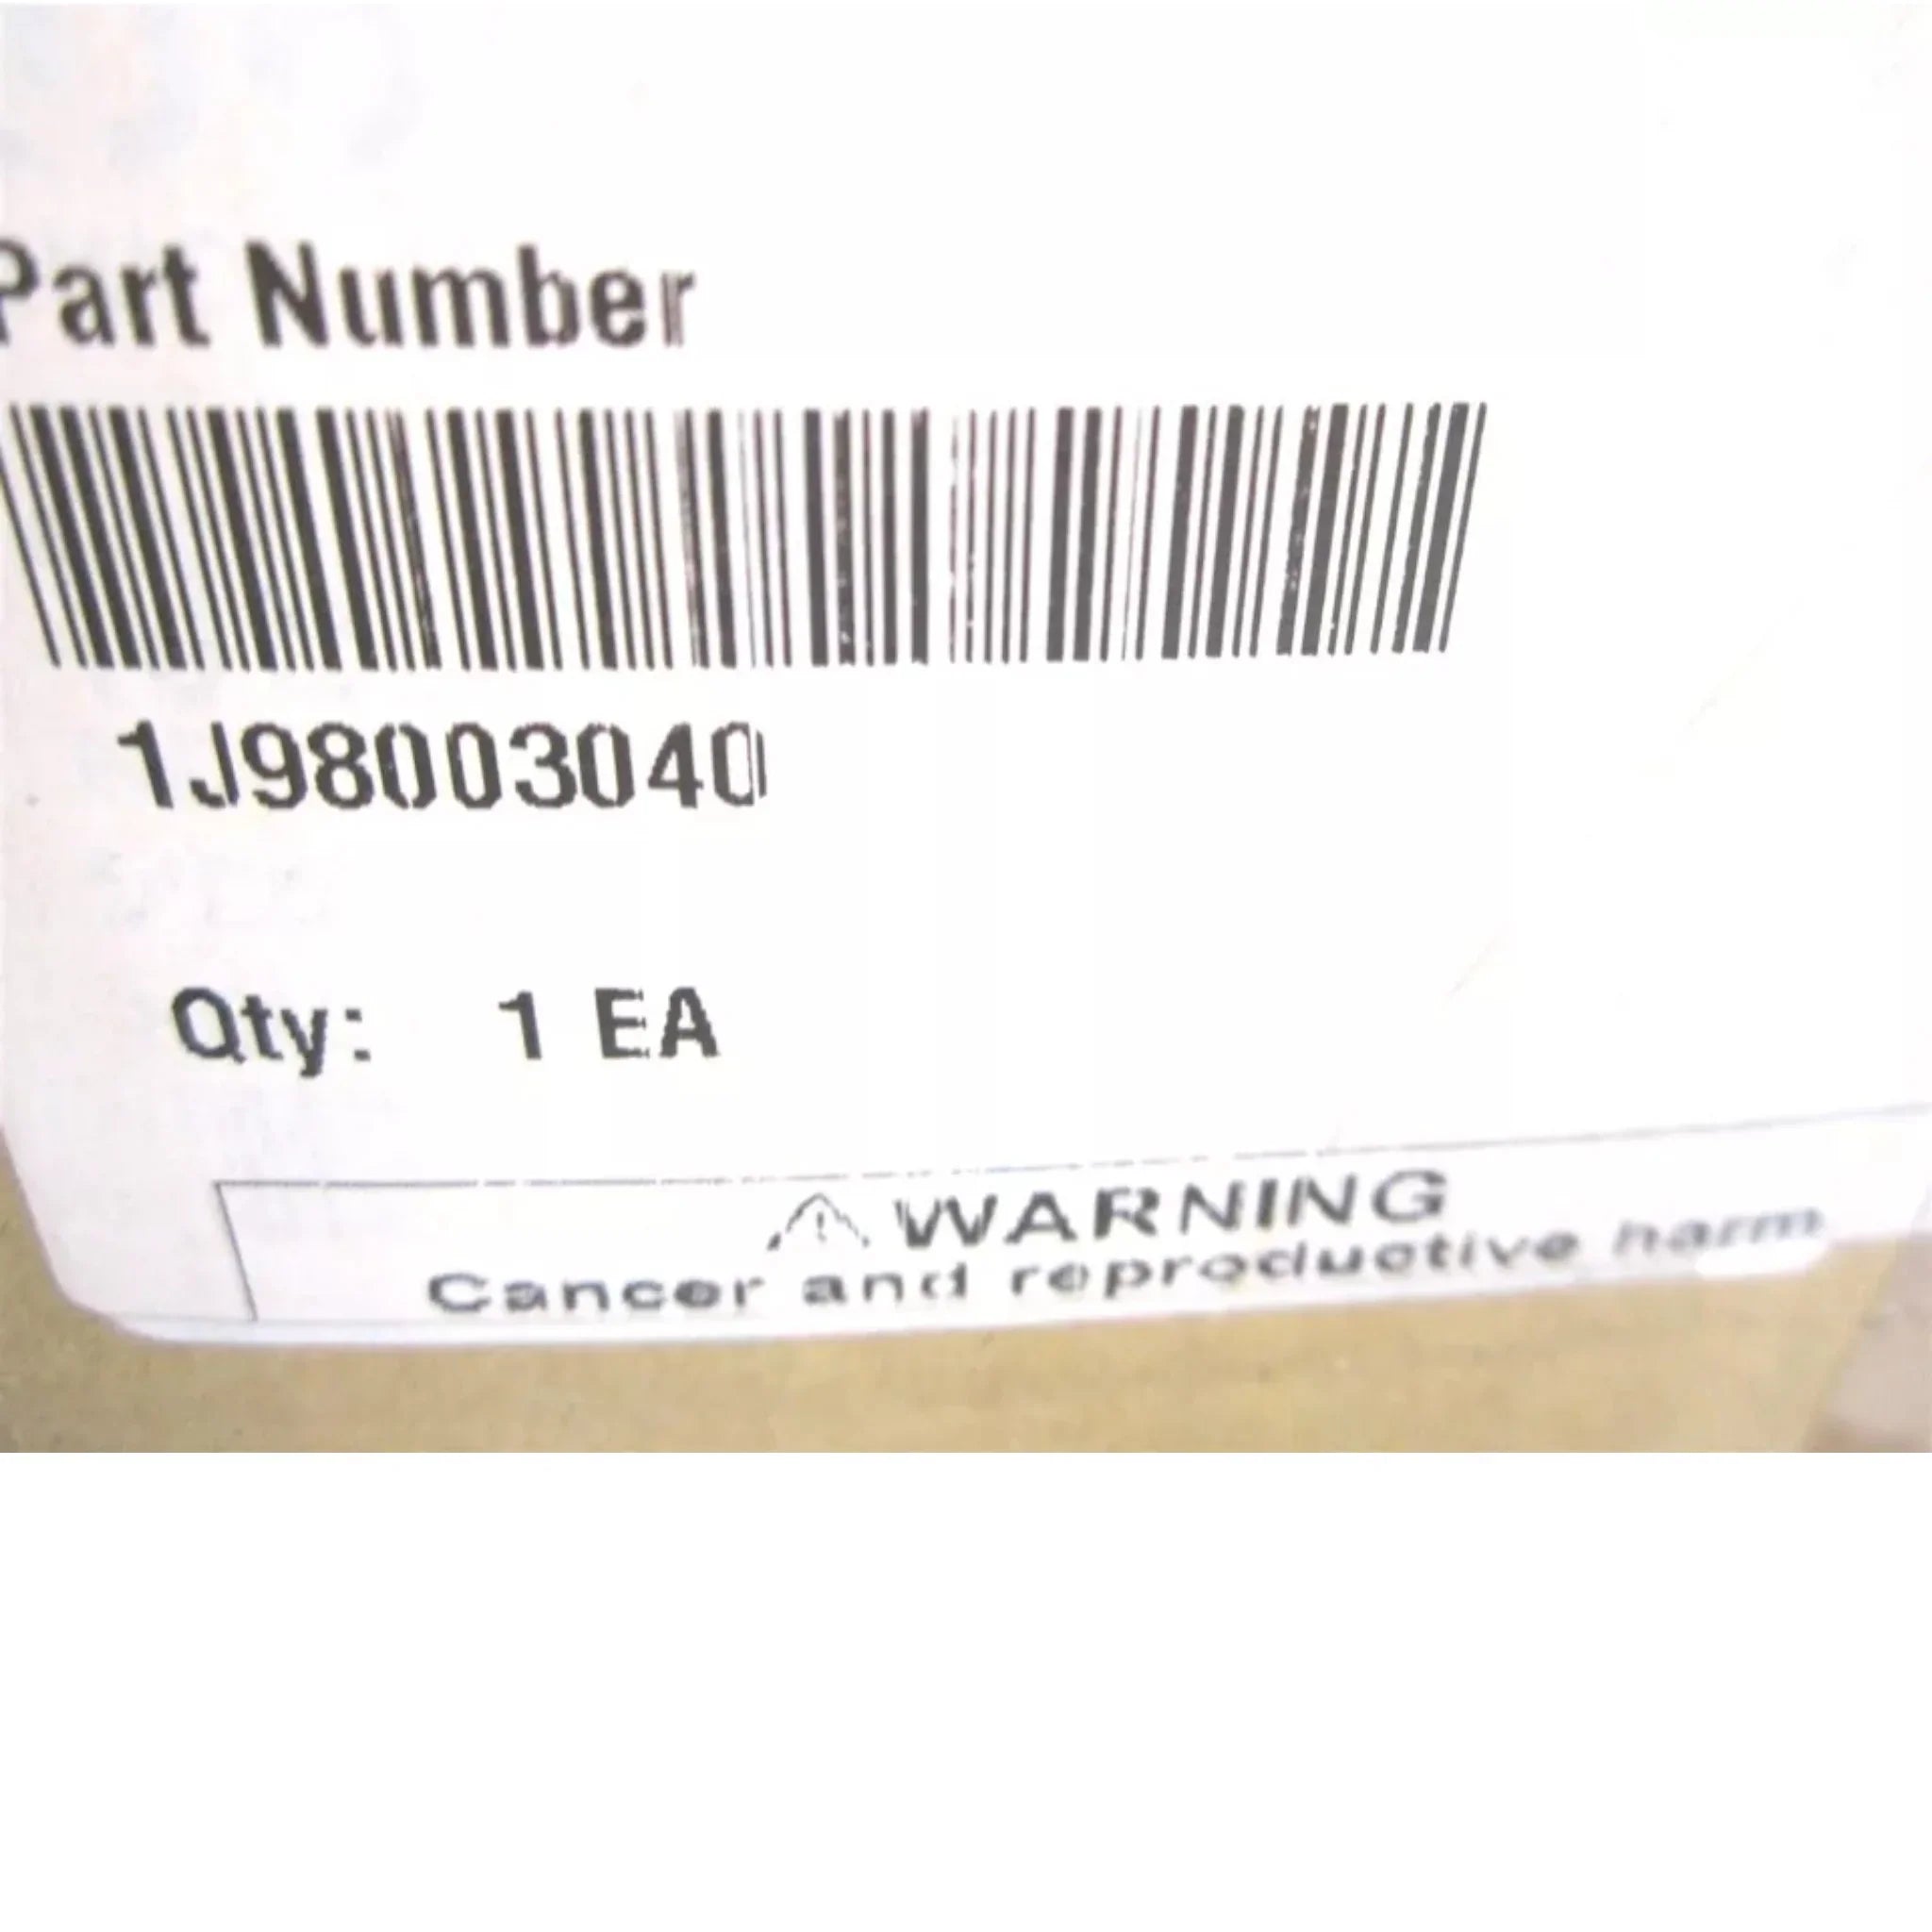 Part Number
1J98003040
Qty: 1 EA
⚠ WARNING
Cancer and reproductive harm